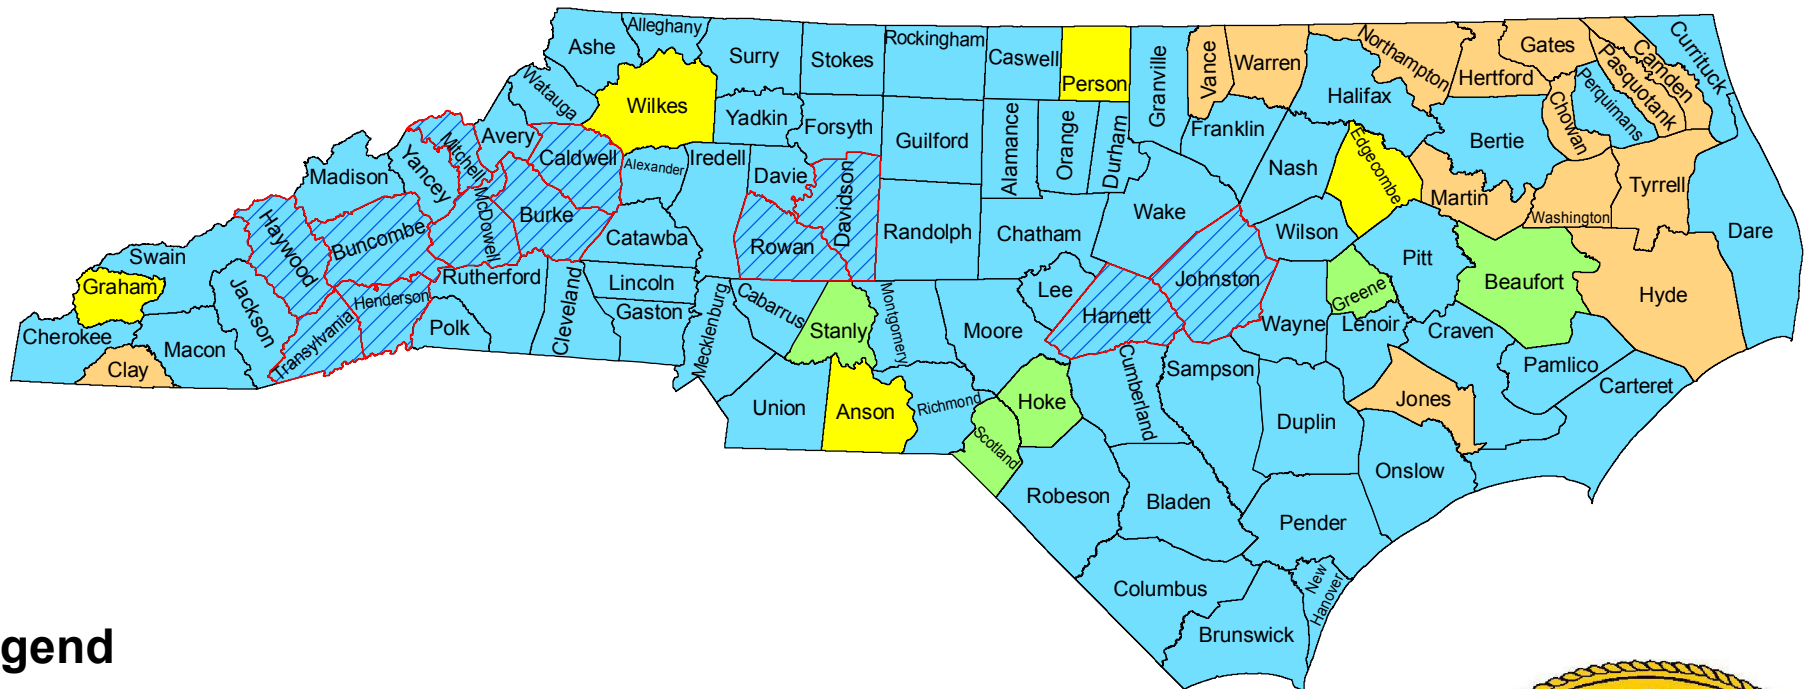 Alleghany
Ashe
Surry
Stokes
Rockingham
Caswell
Person
Granville
Vance
Warren
Northampton
Hertford
Gates
Camden
Pasquotank
Currituck
Perquimans
Chowan
Watauga
Wilkes
Yadkin
Forsyth
Guilford
Alamance
Orange
Durham
Franklin
Halifax
Bertie
Nash
Edgecombe
Martin
Washington
Tyrrell
Dare
Avery
Mitchell
Caldwell
Alexander
Iredell
Davie
Davidson
Madison
Yancey
McDowell
Burke
Catawba
Rowan
Randolph
Chatham
Wake
Wilson
Pitt
Beaufort
Hyde
Johnston
Greene
Swain
Haywood
Buncombe
Graham
Rutherford
Henderson
Cleveland
Lincoln
Gaston
Mecklenburg
Cabarrus
Stanly
Montgomery
Moore
Lee
Harnett
Wayne
Lenoir
Craven
Pamlico
Carteret
Cherokee
Clay
Macon
Jackson
Transylvania
Polk
Union
Anson
Richmond
Hoke
Scotland
Cumberland
Sampson
Duplin
Jones
Onslow
Robeson
Bladen
Pender
Columbus
Brunswick
New
Hanover
gend